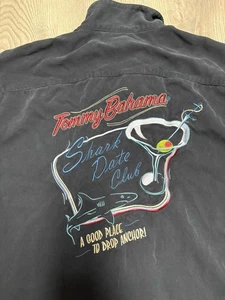 Tommy Bahama
Shark
Date
Club
A GOOD PLACE
TO DROP ANCHOR!